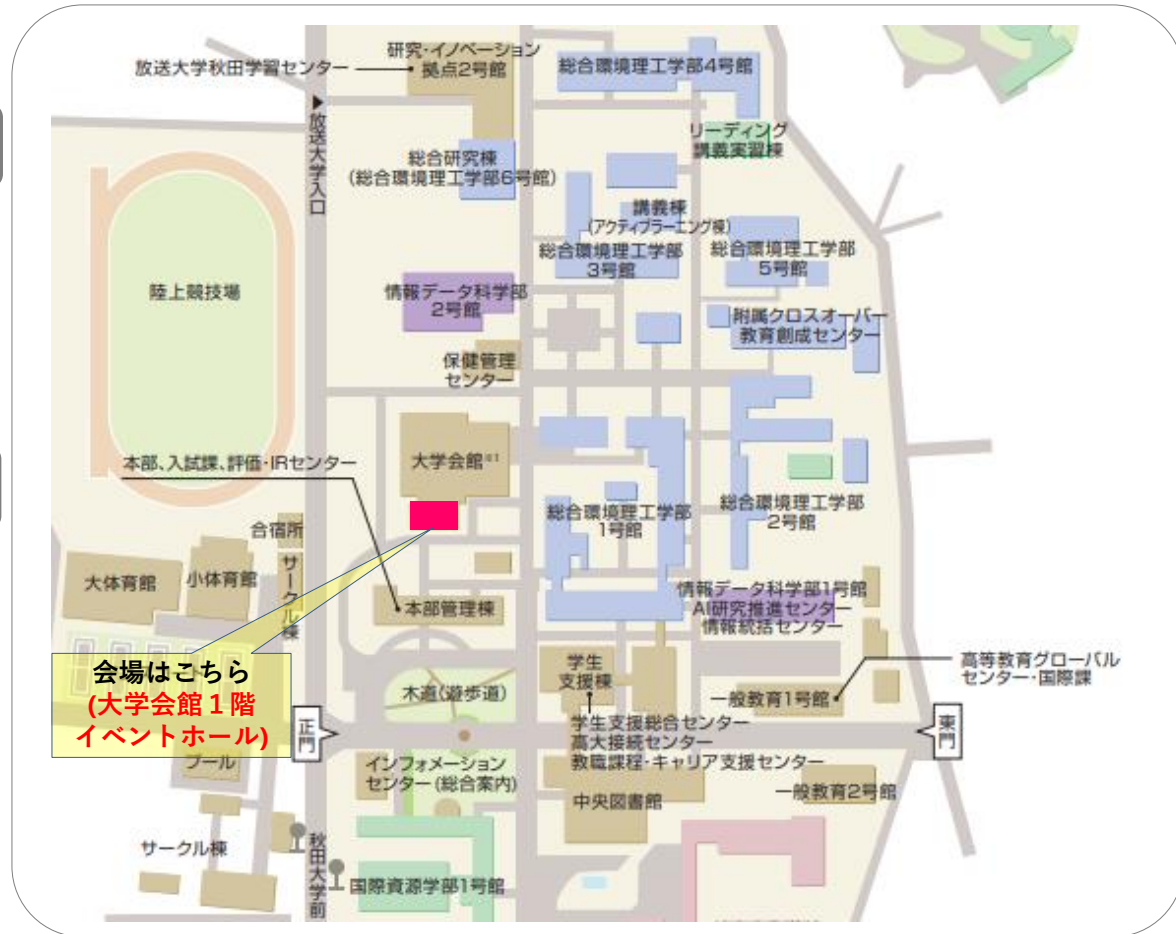 研究・イノベーション
拠点2号館
放送大学秋田学習センター
総合環境理工学部4号館
放送大学入口
リーディング
講義実習棟
総合研究棟
(総合環境理工学部6号館)
講義棟
(アクティブラーニング棟)
総合環境理工学部
3号館
総合環境理工学部
5号館
陸上競技場
情報データ科学部
2号館
附属クロスオーバー
教育創成センター
保健管理
センター
大学会館※1
本部、入試課、評価・IRセンター
総合環境理工学部
1号館
総合環境理工学部
2号館
合宿所
大体育館
小体育館
サークル棟
本部管理棟
情報データ科学部1号館
AI研究推進センター
情報統括センター
会場はこちら
(大学会館１階
イベントホール)
木道(遊歩道)
学生
支援棟
一般教育1号館
高等教育グローバル
センター・国際課
正門
東門
学生支援総合センター
高大接続センター
教職課程・キャリア支援センター
プール
インフォメーション
センター(総合案内)
中央図書館
一般教育2号館
サークル棟
秋田大学前
国際資源学部1号館